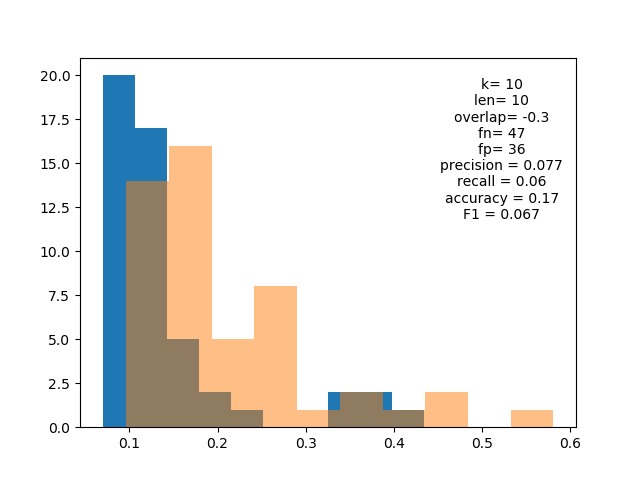 k= 10
len= 10
overlap= -0.3
fn= 47
fp= 36
precision = 0.077
recall = 0.06
accuracy = 0.17
F1 = 0.067
20.0
17.5
15.0
12.5
10.0
7.5
5.0
2.5
0.0
0.1 0.2 0.3 0.4 0.5 0.6